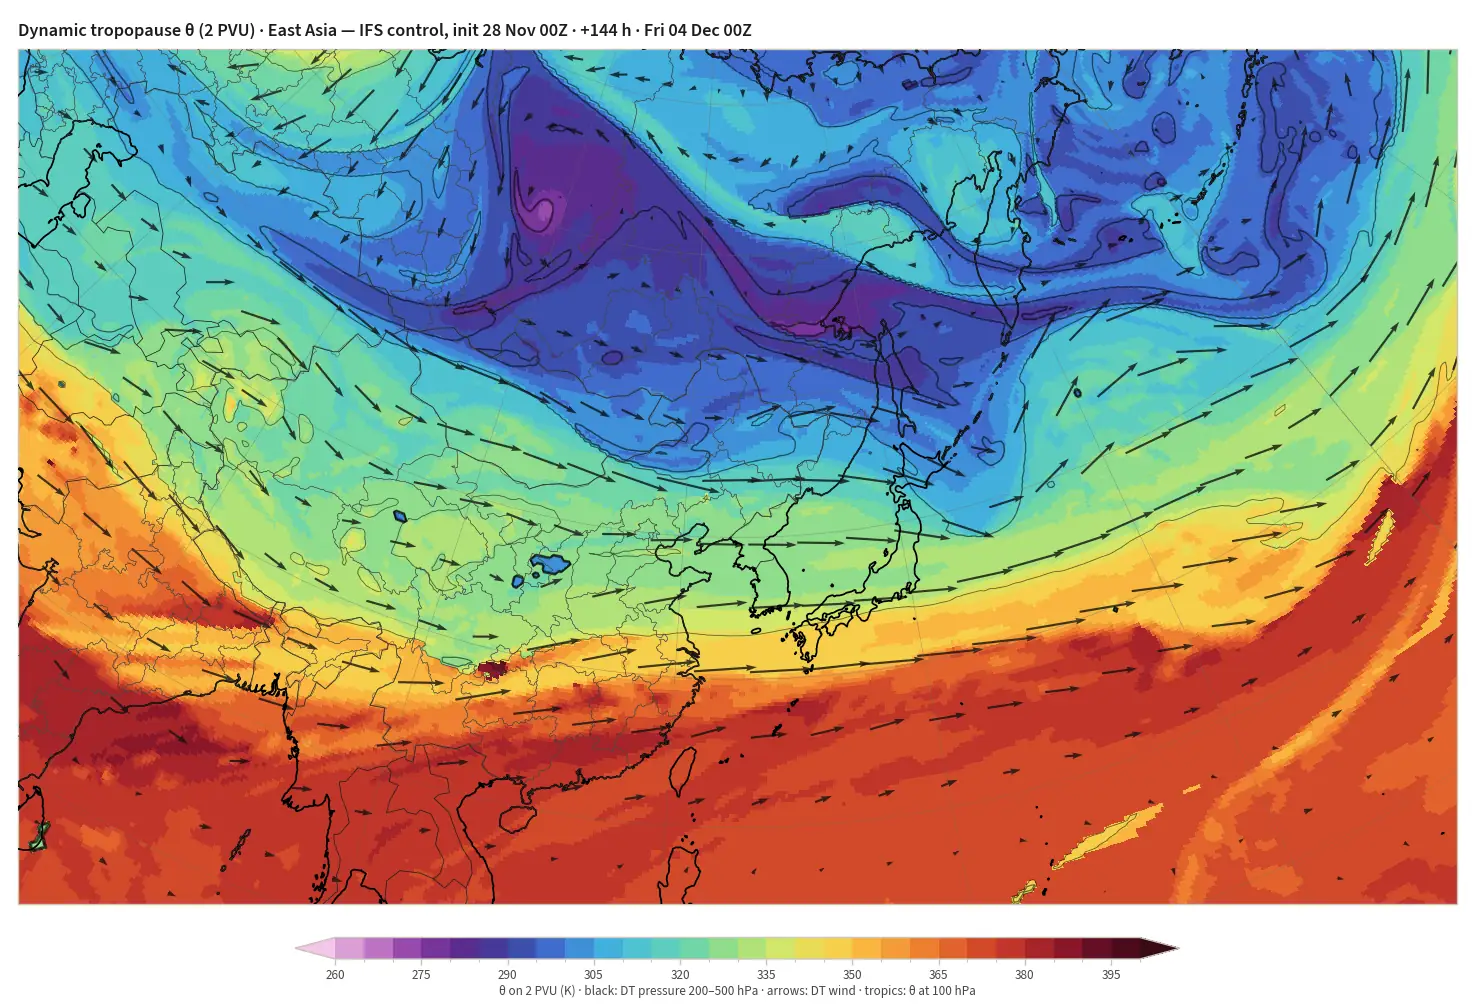 Dynamic tropopause θ (2 PVU) · East Asia — IFS control, init 28 Nov 00Z · +144 h · Fri 04 Dec 00Z
260 275 290 305 320 335 350 365 380 395
θ on 2 PVU (K) · black: DT pressure 200–500 hPa · arrows: DT wind · tropics: θ at 100 hPa